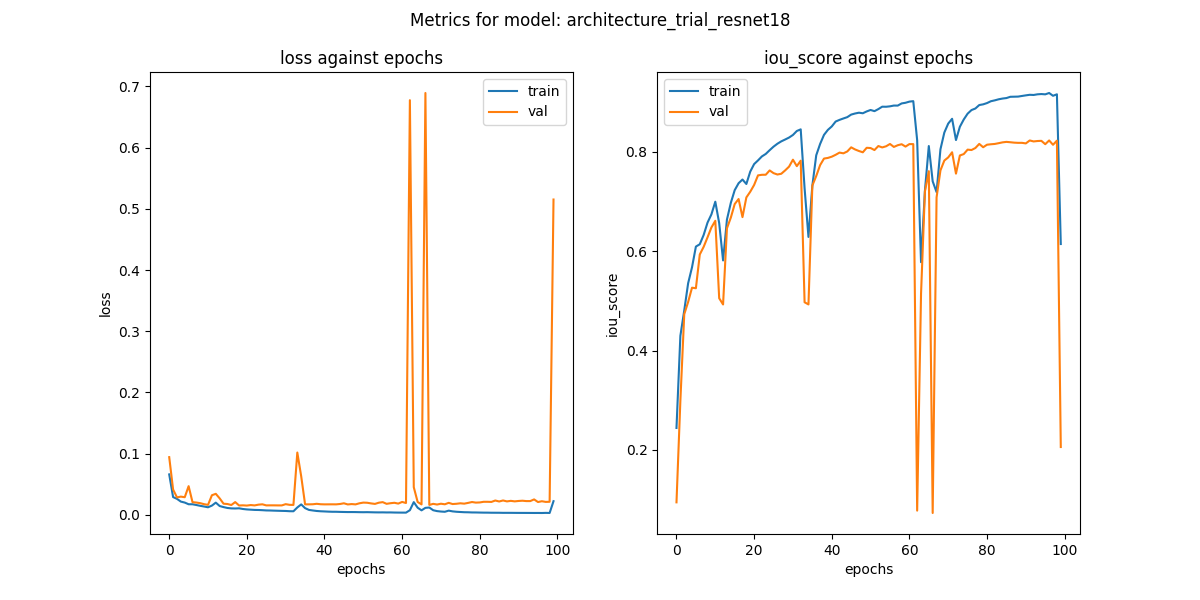 Metrics for model: architecture_trial_resnet18
loss against epochs
train
val
0.7
0.6
0.5
0.4
0.3
0.2
0.1
0.0
loss
0 20 40 60 80 100
epochs
iou_score against epochs
train
val
0.8
0.6
0.4
0.2
iou_score
0 20 40 60 80 100
epochs